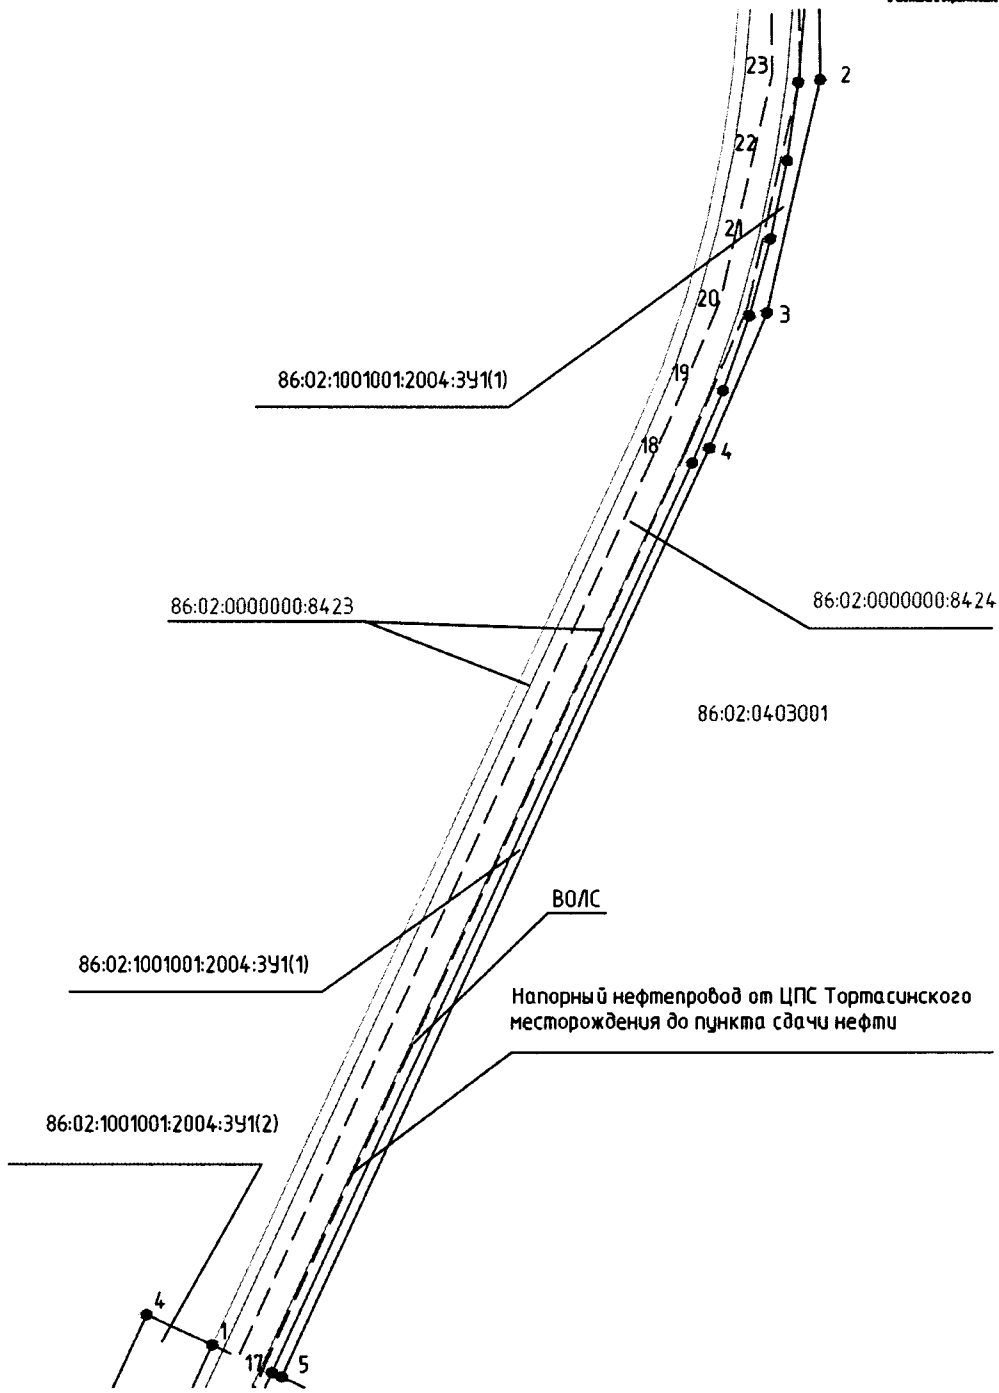 23
2
22
21
20
3
86:02:1001001:2004:ЗУ1(1)
19
18
4
86:02:0000000:8423
86:02:0000000:8424
86:02:0403001
ВОЛС
86:02:1001001:2004:ЗУ1(1)
Напорный нефтепровод от ЦПС Тортасинского
месторождения до пункта сдачи нефти
86:02:1001001:2004:ЗУ1(2)
4
1
17
5